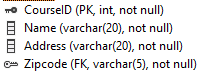 CourseID (PK, int, not null)
Name (varchar(20), not null)
Address (varchar(20), not null)
Zipcode (FK, varchar(5), not null)